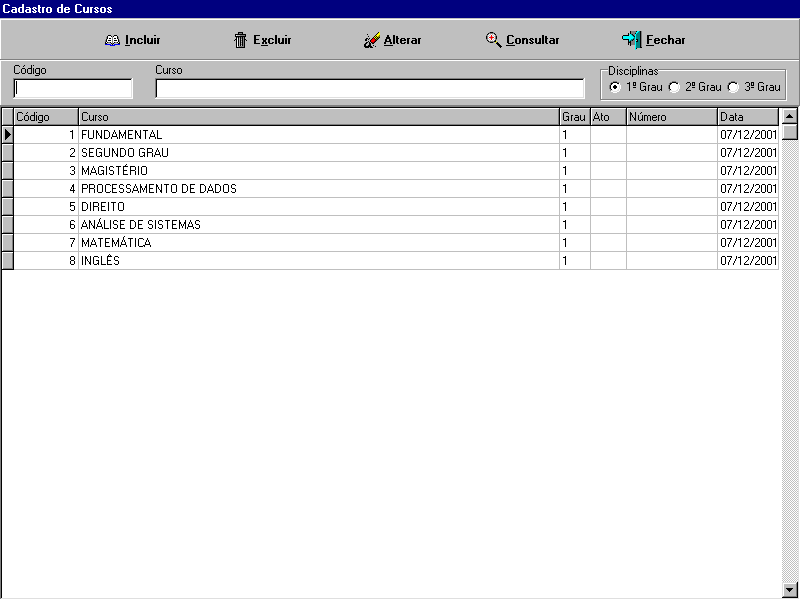 Cadastro de Cursos
Incluir Excluir Alterar Consultar Fechar
Código Curso Disciplinas
1º Grau 2º Grau 3º Grau
Código Curso Grau Ato Número Data
1 FUNDAMENTAL 1 07/12/2001
2 SEGUNDO GRAU 1 07/12/2001
3 MAGISTÉRIO 1 07/12/2001
4 PROCESSAMENTO DE DADOS 1 07/12/2001
5 DIREITO 1 07/12/2001
6 ANÁLISE DE SISTEMAS 1 07/12/2001
7 MATEMÁTICA 1 07/12/2001
8 INGLÊS 1 07/12/2001